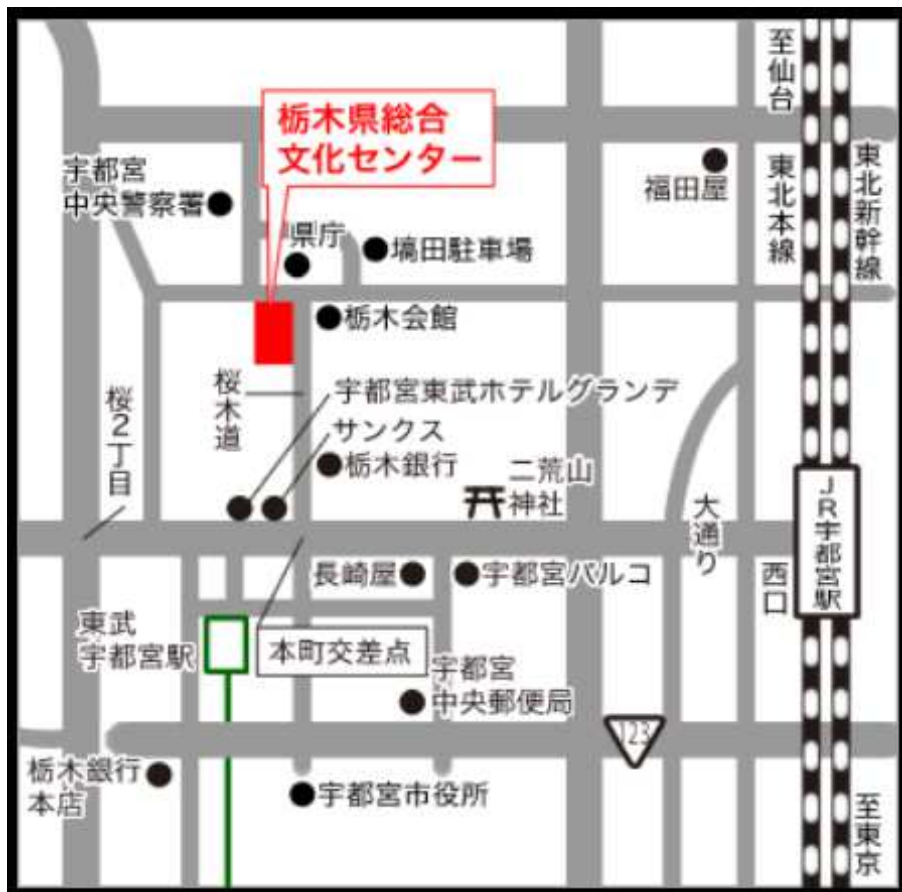 至仙台
栃木県総合
文化センター
東北本線
東北新幹線
福田屋
宇都宮
中央警察署
県庁
塙田駐車場
栃木会館
桜木道
宇都宮東武ホテルグランデ
桜2丁目
サンクス
栃木銀行
二荒山
神社
大通り
JR宇都宮駅
西口
長崎屋
宇都宮パルコ
東武
宇都宮駅
本町交差点
宇都宮
中央郵便局
123
栃木銀行
本店
宇都宮市役所
至東京